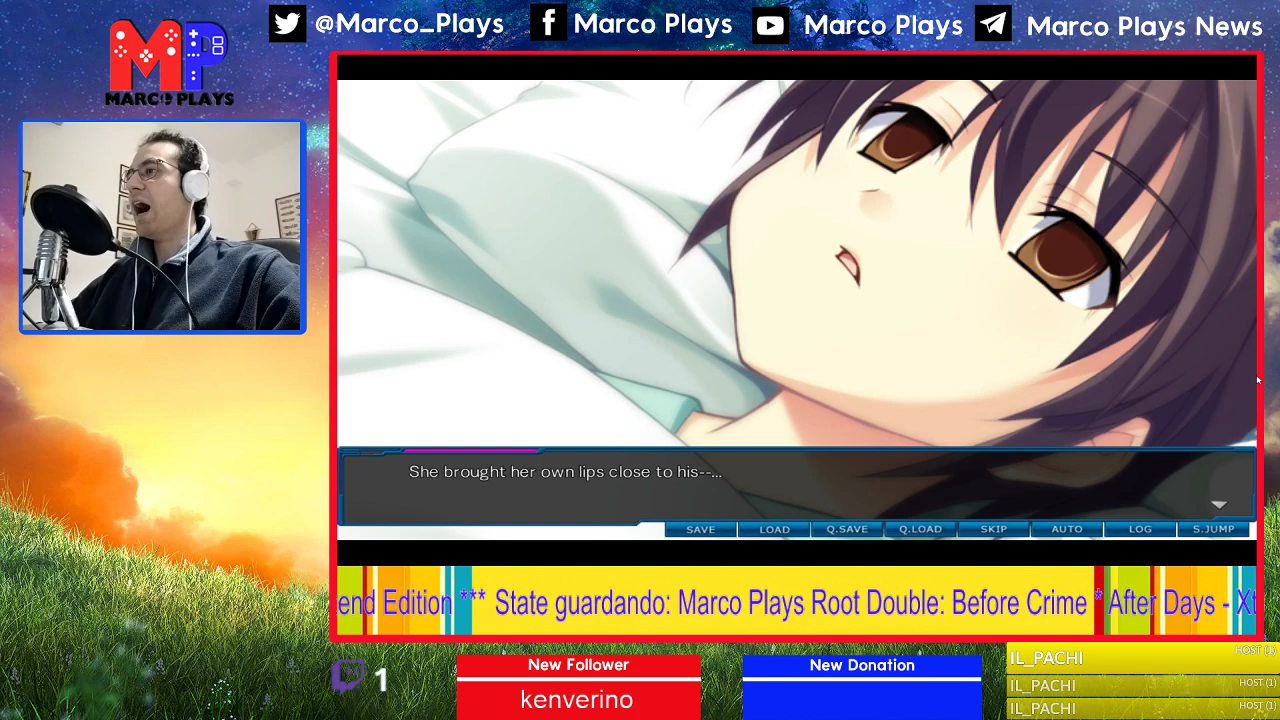 @Marco_Plays
Marco Plays
Marco Plays
Marco Plays News
MP
MARCO PLAYS
She brought her own lips close to his--...
SAVE
LOAD
Q.SAVE
Q.LOAD
SKIP
AUTO
LOG
S.JUMP
end Edition *** State guardando: Marco Plays Root Double: Before Crime * After Days - Xt
1
New Follower
kenverino
New Donation
IL_PACHI
HOST (1)
IL_PACHI
HOST (1)
IL_PACHI
HOST (1)